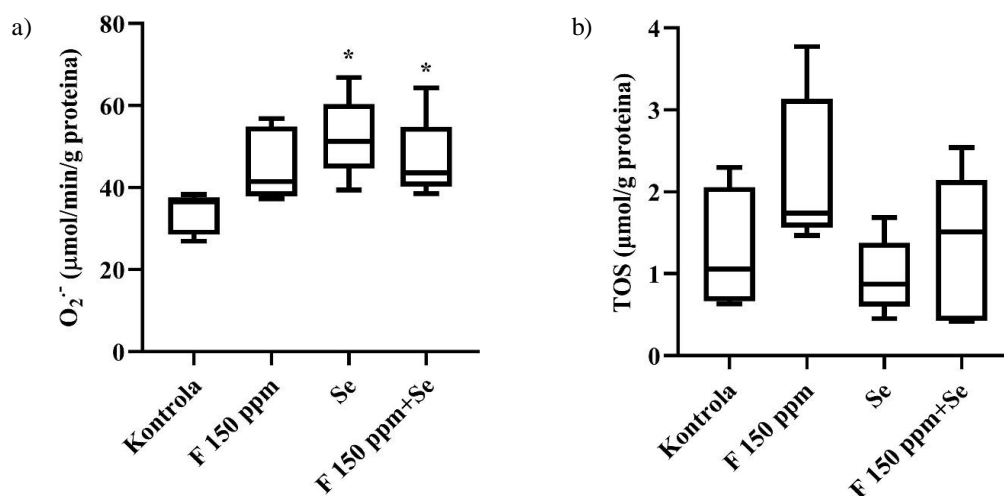 a)
O₂·⁻ (μmol/min/g proteina)
80
60
40
20
0
*
*
Kontrola
F 150 ppm
Se
F 150 ppm+Se
b)
TOS (μmol/g proteina)
4
3
2
1
0
Kontrola
F 150 ppm
Se
F 150 ppm+Se